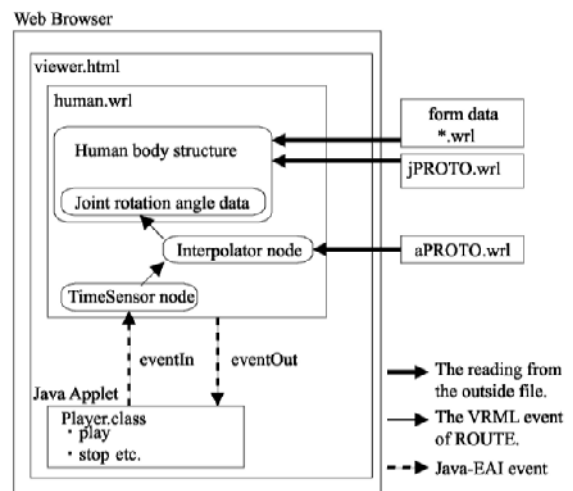 Web Browser
viewer.html
human.wrl
Human body structure
Joint rotation angle data
Interpolator node
TimeSensor node
form data
*.wrl
jPROTO.wrl
aPROTO.wrl
eventIn
eventOut
Java Applet
Player.class
・play
・stop etc.
The reading from
the outside file.
The VRML event
of ROUTE.
Java-EAI event